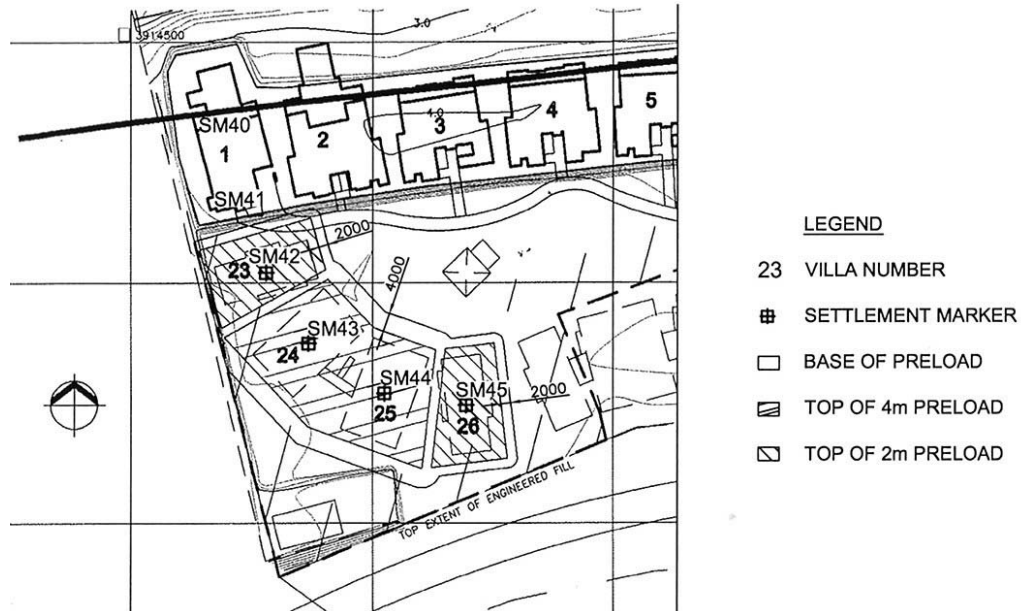 3914500
3.0
4.0
SM40
1
2
3
4
5
SM41
2000
SM42
23
4000
SM43
24
SM44
25
SM45
26
2000
TOP EXTENT OF ENGINEERED FILL
LEGEND
23 VILLA NUMBER
SETTLEMENT MARKER
BASE OF PRELOAD
TOP OF 4m PRELOAD
TOP OF 2m PRELOAD